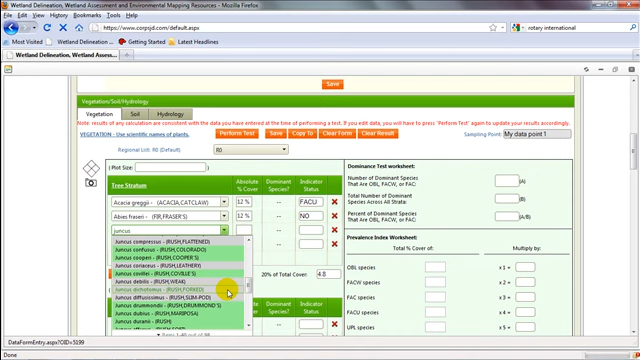 Wetland Delineation, Wetland Assessment and Environmental Mapping Resources - Mozilla Firefox
File Edit View History Bookmarks Tools Help
https://www.corpsjd.com/default.aspx
rotary international
Most Visited Wetland Delineation ... Getting Started Latest Headlines
Wetland Delineation, Wetland Assess...
Save
Vegetation/Soil/Hydrology
Vegetation Soil Hydrology
Note: results of any calculation are consistent with the data you have entered at the time of performing a test. If you edit data, you will have to press "Perform Test" again to update your results accordingly.
VEGETATION - Use scientific names of plants.
Perform Test Save Copy To Clear Form Clear Result
Sampling Point: My data point 1
Regional List: R0 (Default) R0
( Plot Size: )
Tree Stratum
Absolute % Cover
Dominant Species?
Indicator Status
Acacia greggii - (ACACIA,CATCLAW) 12 % -- FACU
Abies fraseri - (FIR,FRASER'S) 12 % -- NO
juncus --
Juncus compressus - (RUSH,FLATTENED)
Juncus confusus - (RUSH,COLORADO)
Juncus cooperi - (RUSH,COOPER'S)
Juncus coriaceus - (RUSH,LEATHERY)
Juncus covillei - (RUSH,COVILLE'S)
Juncus debilis - (RUSH,WEAK)
Juncus dichotomus - (RUSH,FORKED)
Juncus diffusissimus - (RUSH,SLIM-POD)
Juncus drummondii - (RUSH,DRUMMOND'S)
Juncus dubius - (RUSH,MARIPOSA)
Juncus duranii - (RUSH)
--
20% of Total Cover: 4.8
Dominance Test worksheet:
Number of Dominant Species That Are OBL, FACW, or FAC: (A)
Total Number of Dominant Species Across All Strata: (B)
Percent of Dominant Species That Are OBL, FACW, or FAC: (A/B)
Prevalence Index Worksheet:
Total % Cover of: Multiply by:
OBL species x 1 =
FACW species x 2 =
FAC species x 3 =
FACU species x 4 =
UPL species x 5 =
Absolute Dominant Indicator
DataFormEntry.aspx?OID=5199